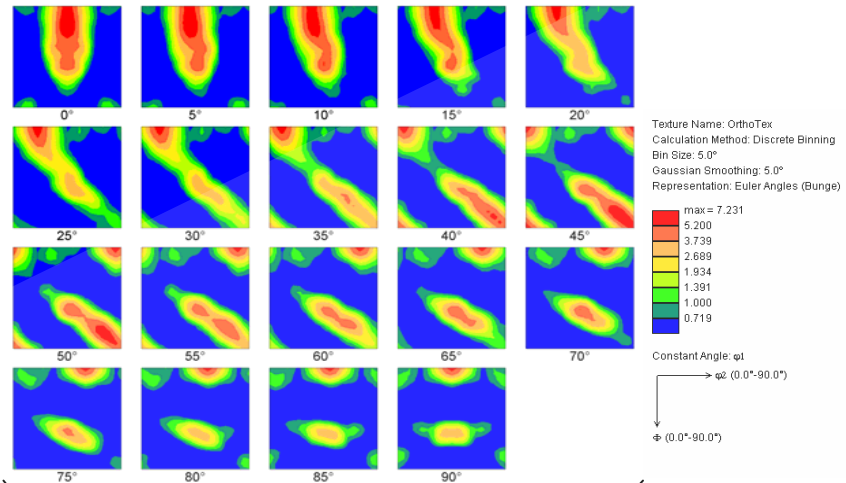 0° 5° 10° 15° 20°
25° 30° 35° 40° 45°
50° 55° 60° 65° 70°
75° 80° 85° 90°
Texture Name: OrthoTex
Calculation Method: Discrete Binning
Bin Size: 5.0°
Gaussian Smoothing: 5.0°
Representation: Euler Angles (Bunge)
max = 7.231
5.200
3.739
2.689
1.934
1.391
1.000
0.719
Constant Angle: φ1
φ2 (0.0°-90.0°)
Φ (0.0°-90.0°)